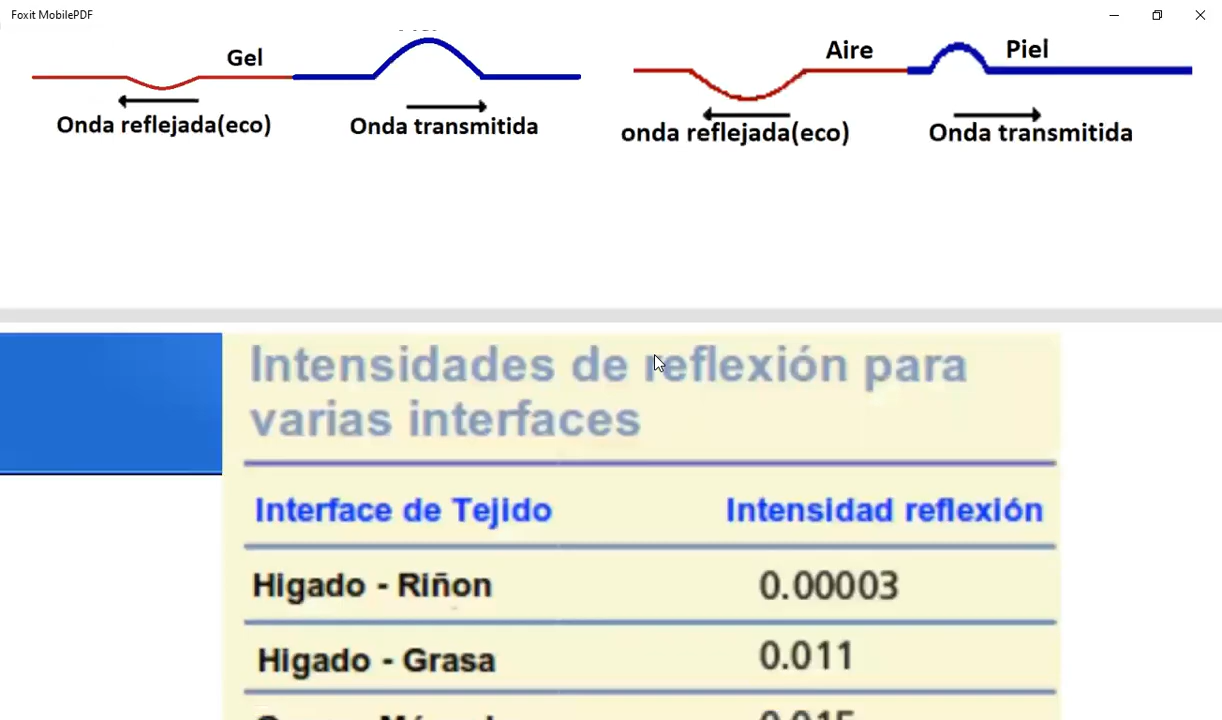 Foxit MobilePDF
Gel
Aire
Piel
Onda reflejada(eco)
Onda transmitida
onda reflejada(eco)
Onda transmitida
Intensidades de reflexión para
varias interfaces
Interface de Tejido
Intensidad reflexión
Higado - Riñon
0.00003
Higado - Grasa
0.011